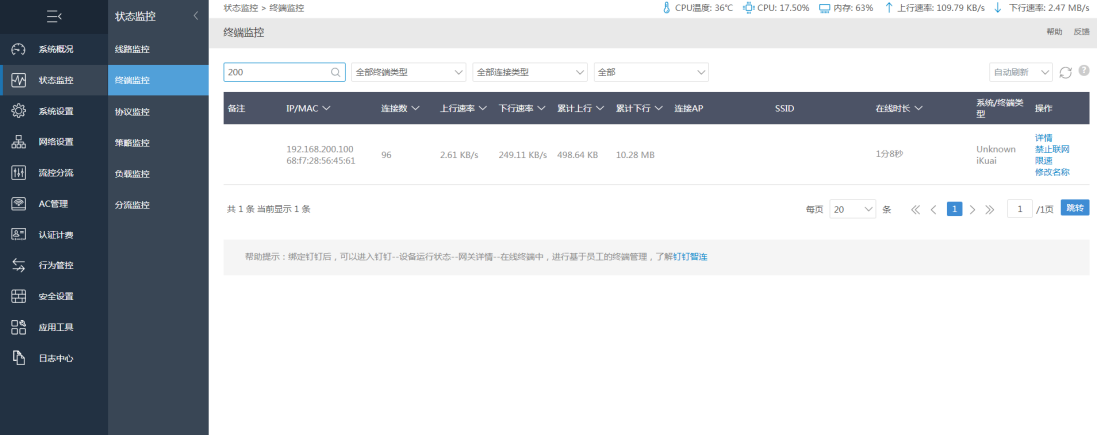 状态监控 > 终端监控
CPU温度: 36℃ CPU: 17.50% 内存: 63% 上行速率: 109.79 KB/s 下行速率: 2.47 MB/s
状态监控
终端监控
帮助 反馈
系统概况
状态监控
系统设置
网络设置
流控分流
AC管理
认证计费
行为管控
安全设置
应用工具
日志中心
线路监控
终端监控
协议监控
策略监控
负载监控
分流监控
200 全部终端类型 全部连接类型 全部 自动刷新
备注 IP/MAC 连接数 上行速率 下行速率 累计上行 累计下行 连接AP SSID 在线时长 系统/终端类型 操作
192.168.200.100
68:f7:28:56:45:61
96 2.61 KB/s 249.11 KB/s 498.64 KB 10.28 MB 1分8秒
Unknown
iKuai
详情
禁止联网
限速
修改名称
共 1 条 当前显示 1 条 每页 20 条 1 1 /1页 跳转
帮助提示：绑定钉钉后，可以进入钉钉--设备运行状态--网关详情--在线终端中，进行基于员工的终端管理，了解钉钉智连